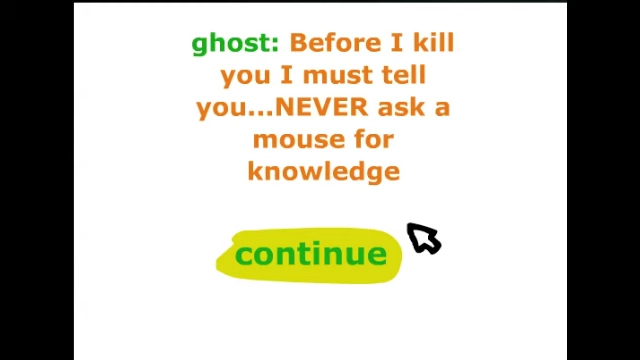 ghost: Before I kill
you I must tell
you...NEVER ask a
mouse for
knowledge
continue